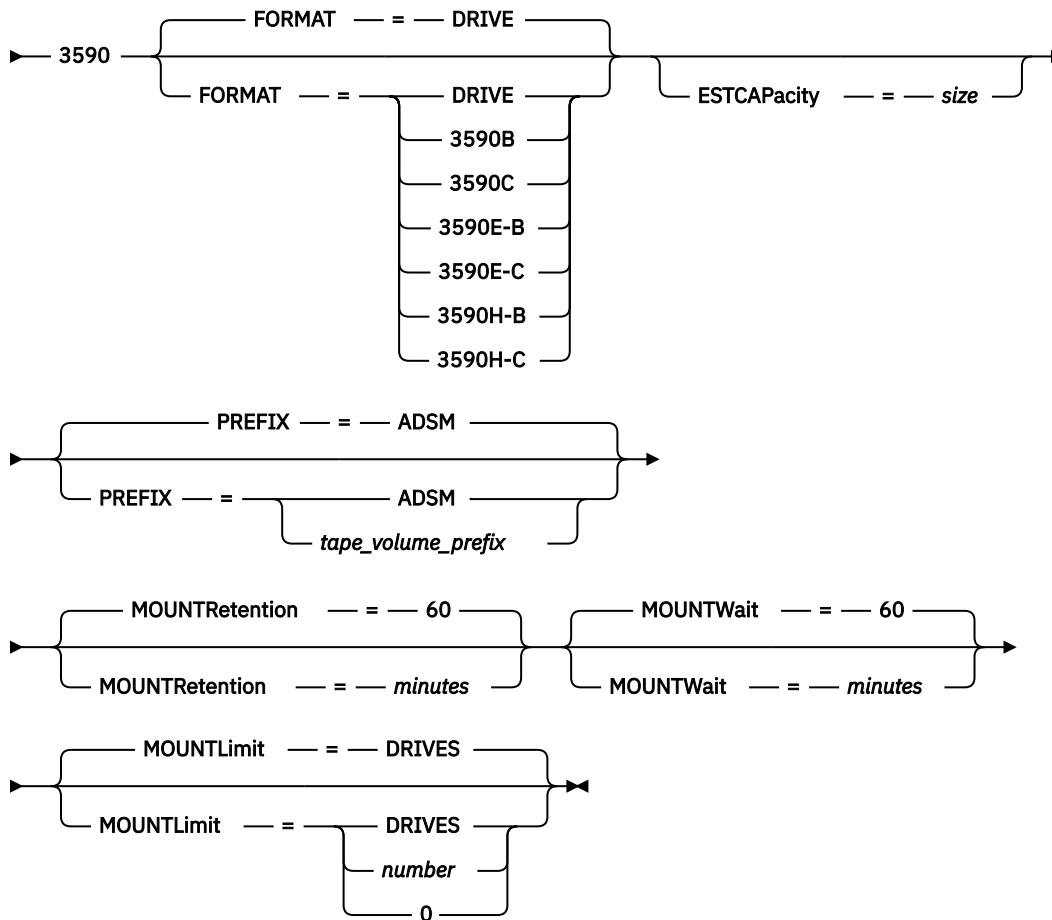 FORMAT = DRIVE
3590
FORMAT = DRIVE ESTCAPacity = size
3590B
3590C
3590E-B
3590E-C
3590H-B
3590H-C
PREFIX = ADSM
PREFIX = ADSM
tape_volume_prefix
MOUNTRetention = 60 MOUNTWait = 60
MOUNTRetention = minutes MOUNTWait = minutes
MOUNTLimit = DRIVES
MOUNTLimit = DRIVES
number
0